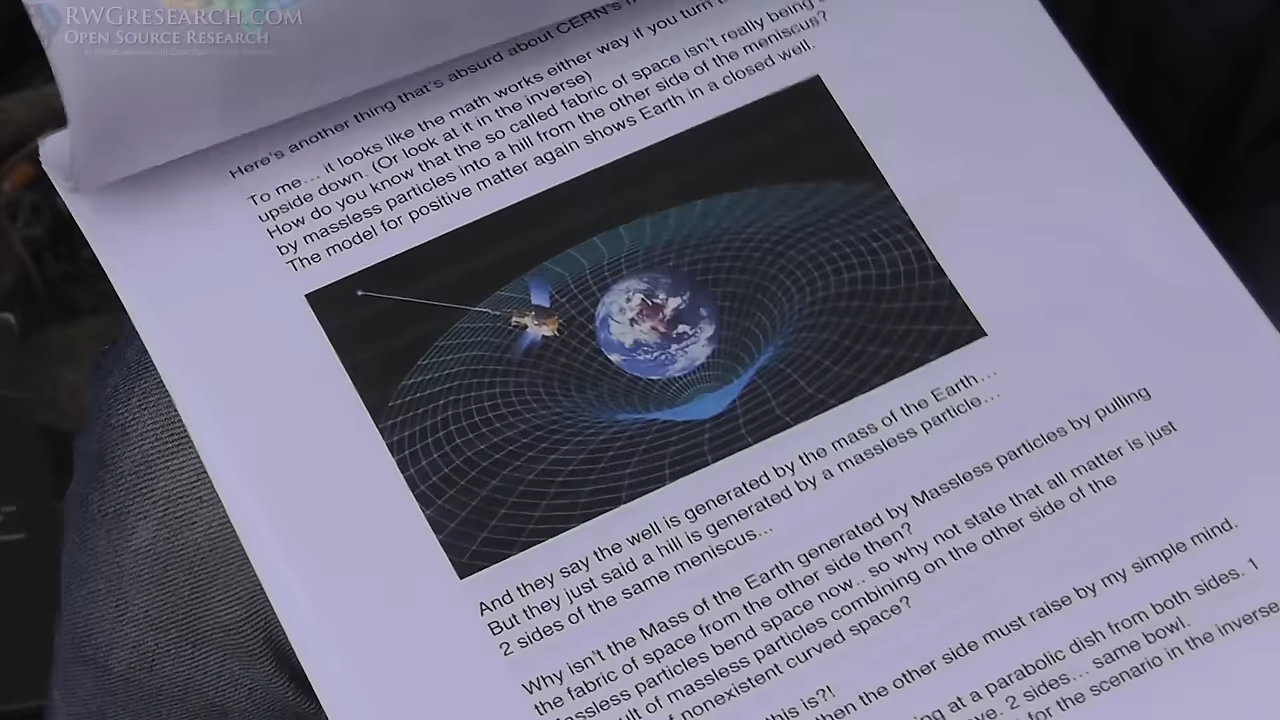 RWGRESEARCH.COM
OPEN SOURCE RESEARCH
Here's another thing that's absurd about CERN's
To me... it looks like the math works either way if you turn
upside down. (Or look at it in the inverse)
How do you know that the so called fabric of space isn't really being
by massless particles into a hill from the other side of the meniscus?
The model for positive matter again shows Earth in a closed well.
And they say the well is generated by the mass of the Earth...
But they just said a hill is generated by a massless particle...
2 sides of the same meniscus...
Why isn't the Mass of the Earth generated by Massless particles by pulling
the fabric of space from the other side then?
particles bend space now.. so why not state that all matter is just
of massless particles combining on the other side of the
nonexistent curved space?
this is?!
then the other side must raise by my simple mind.
at a parabolic dish from both sides. 1
2 sides... same bowl.
for the scenario in the inverse